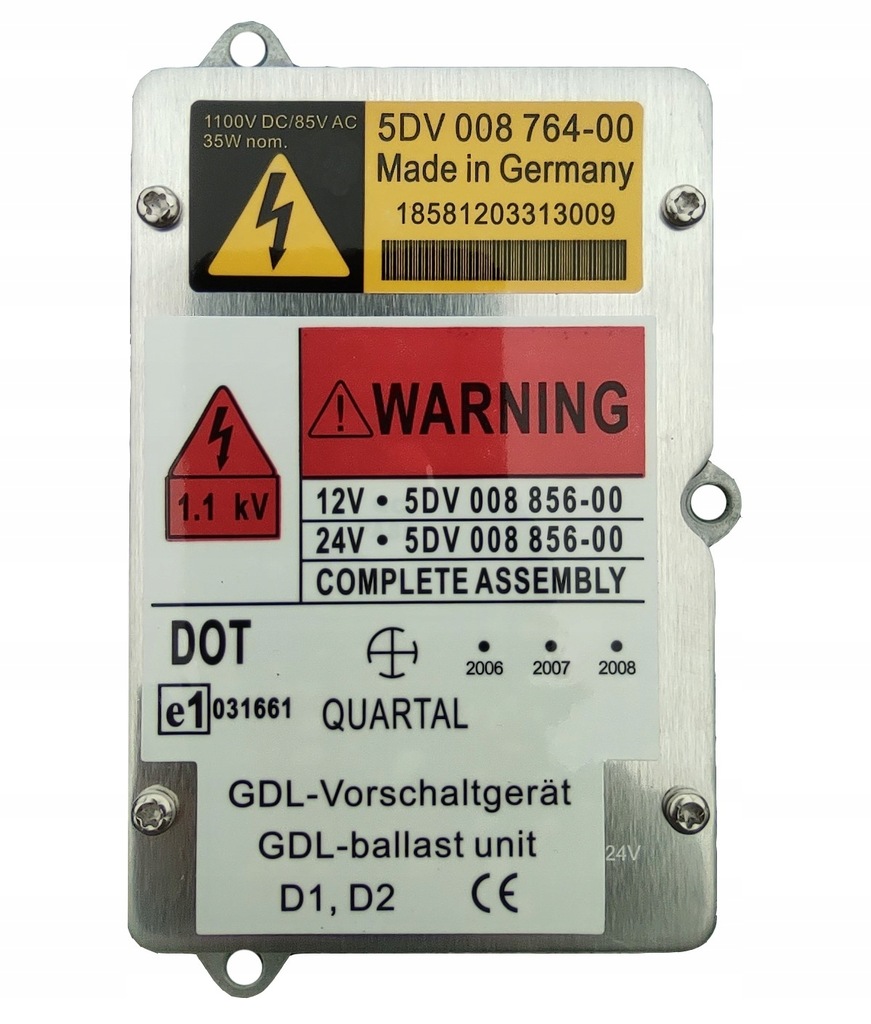 1100V DC/85V AC
35W nom.
5DV 008 764-00
Made in Germany
18581203313009
WARNING
1.1 kV
12V • 5DV 008 856-00
24V • 5DV 008 856-00
COMPLETE ASSEMBLY
DOT
2006 2007 2008
e1 031661
QUARTAL
GDL-Vorschaltgerät
GDL-ballast unit
24V
D1, D2 CE